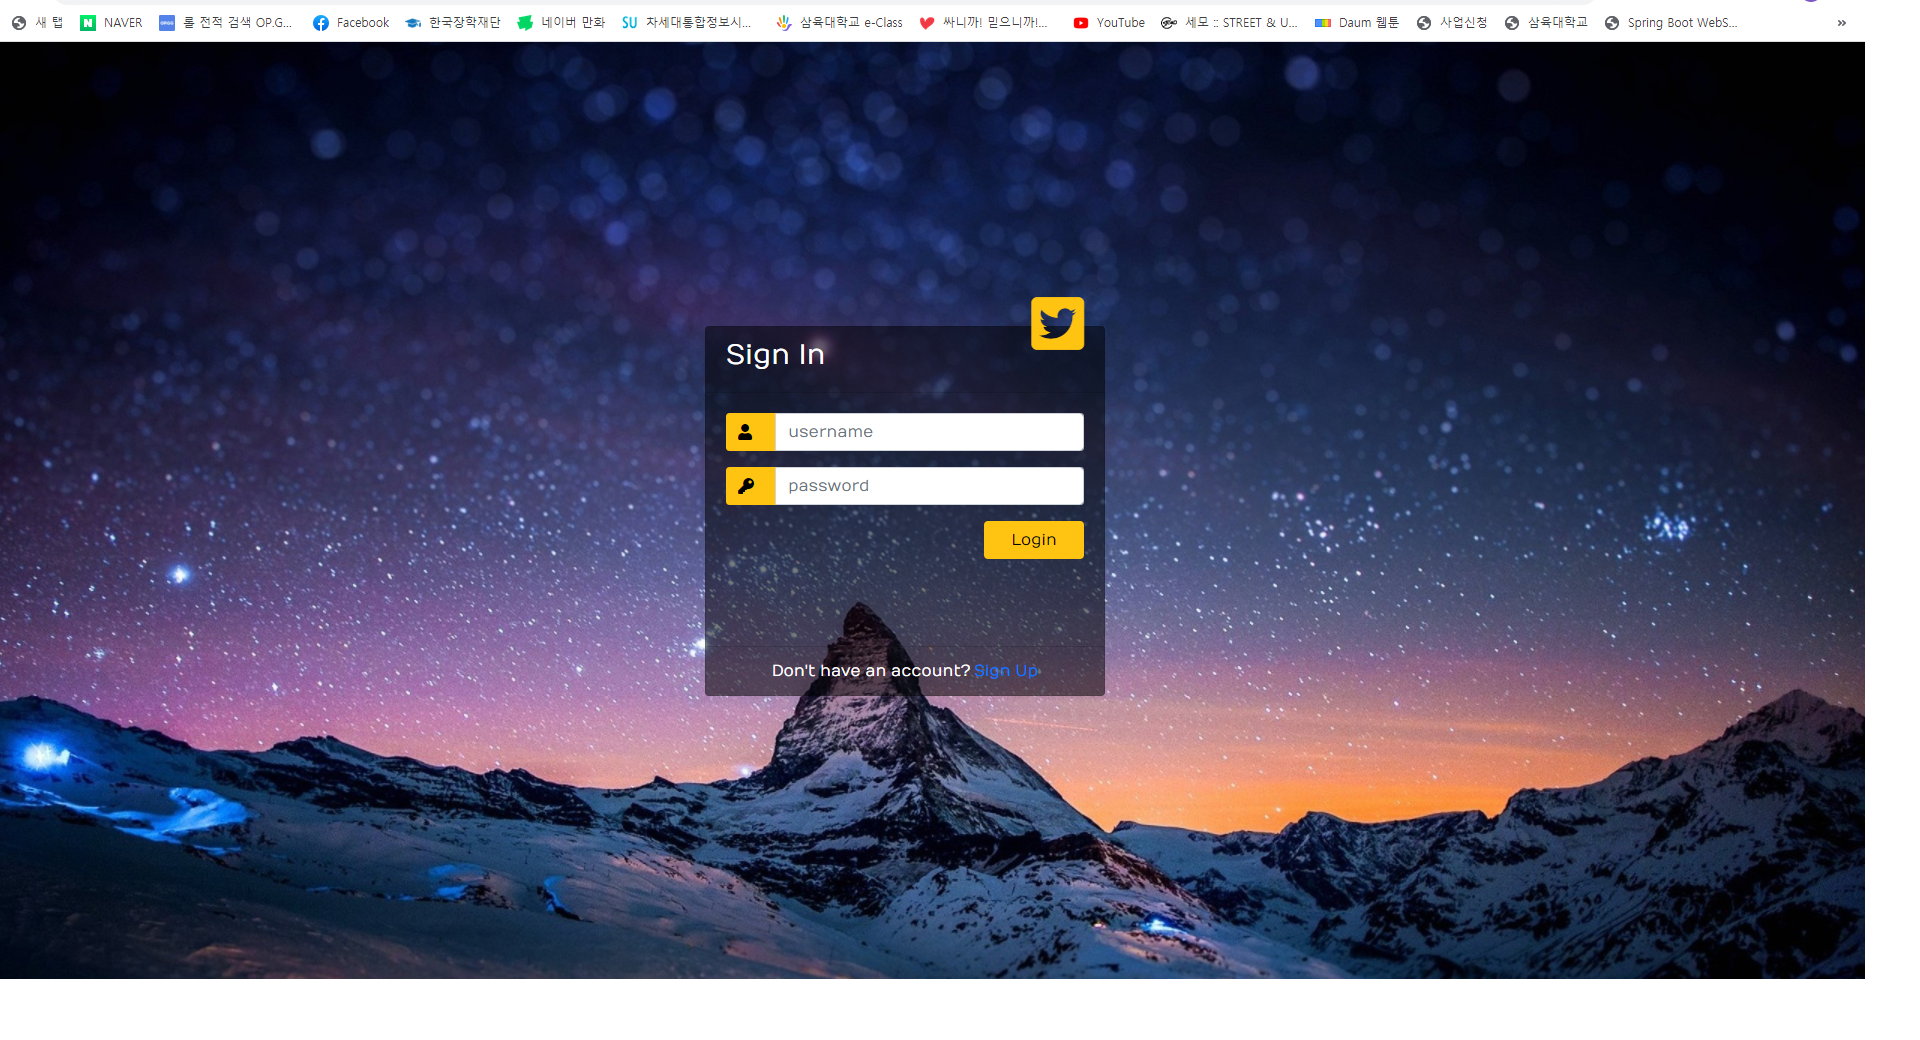 새 탭 NAVER 롤 전적 검색 OP.G... Facebook 한국장학재단 네이버 만화 SU 차세대통합정보시... 삼육대학교 e-Class 싸니까! 믿으니까!... YouTube 세모 :: STREET & U... Daum 웹툰 사업신청 삼육대학교 Spring Boot WebS... »
Sign In
username
password
Login
Don't have an account? Sign Up